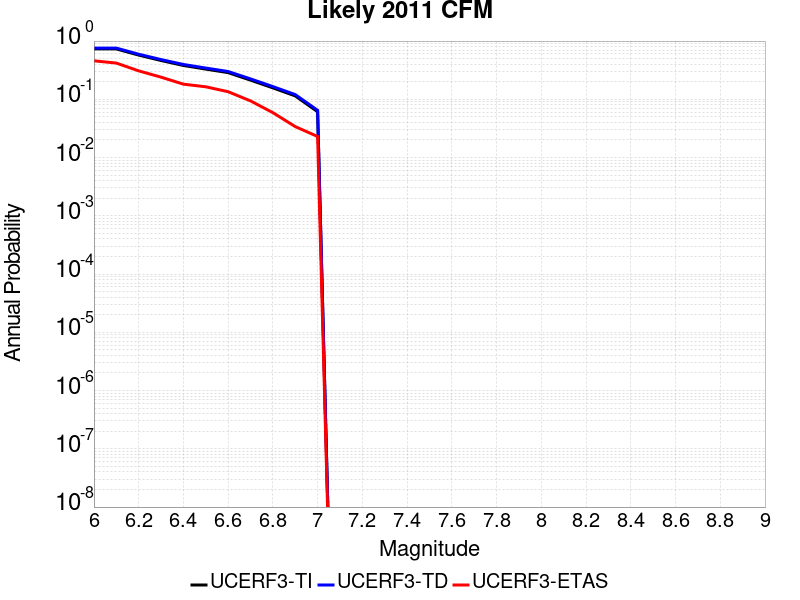 Likely 2011 CFM
Annual Probability
10^0
10^-1
10^-2
10^-3
10^-4
10^-5
10^-6
10^-7
10^-8
6 6.2 6.4 6.6 6.8 7 7.2 7.4 7.6 7.8 8 8.2 8.4 8.6 8.8 9
Magnitude
UCERF3-TI UCERF3-TD UCERF3-ETAS